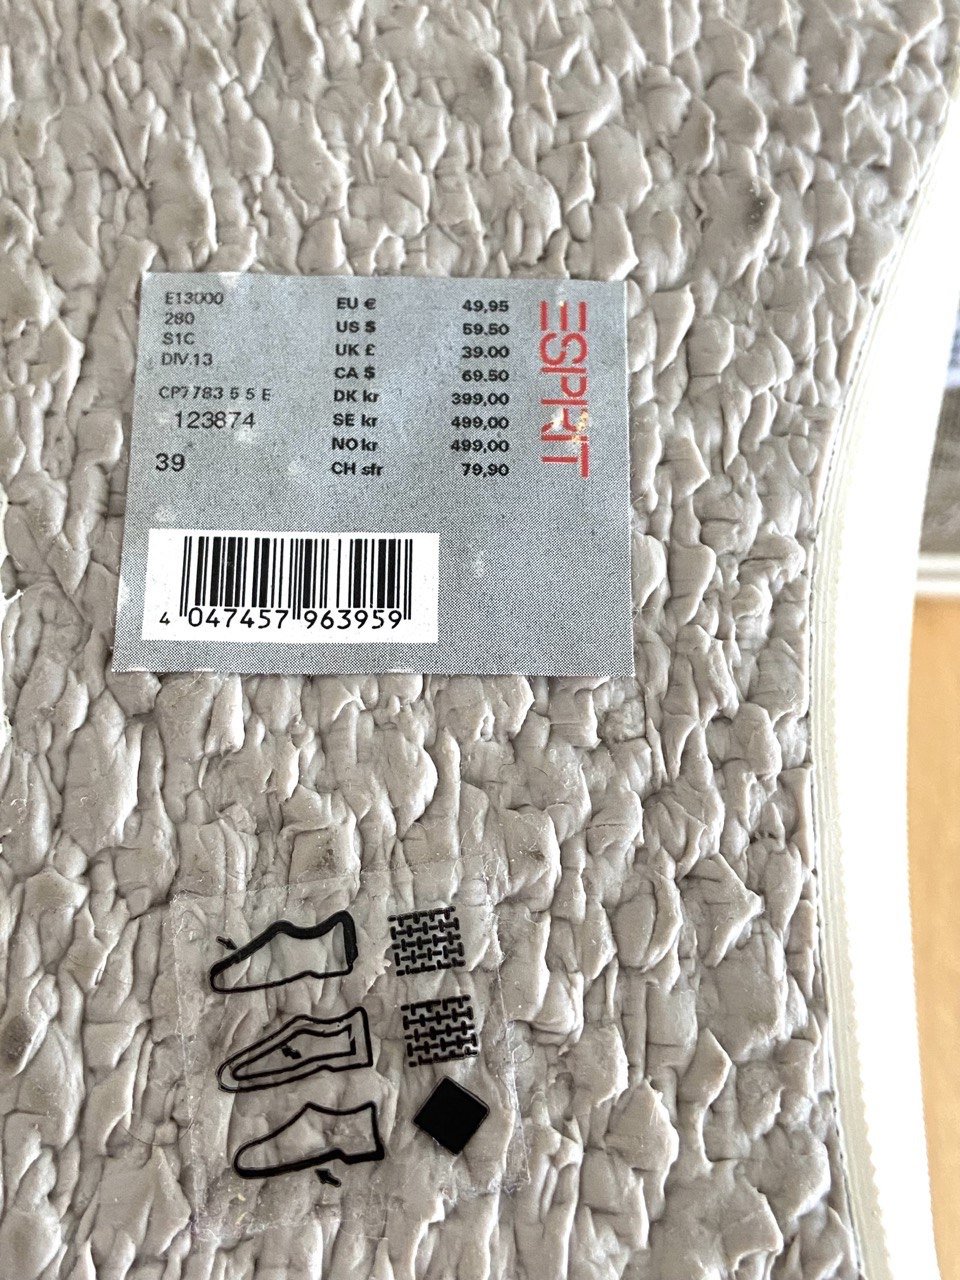 E13000
280
S1C
DIV.13
CP7783 5 5 E
123874
39
EU € 49,95
US $ 59.50
UK £ 39.00
CA $ 69.50
DK kr 399,00
SE kr 499,00
NO kr 499,00
CH sfr 79,90
ESPRIT
4 047457 963959